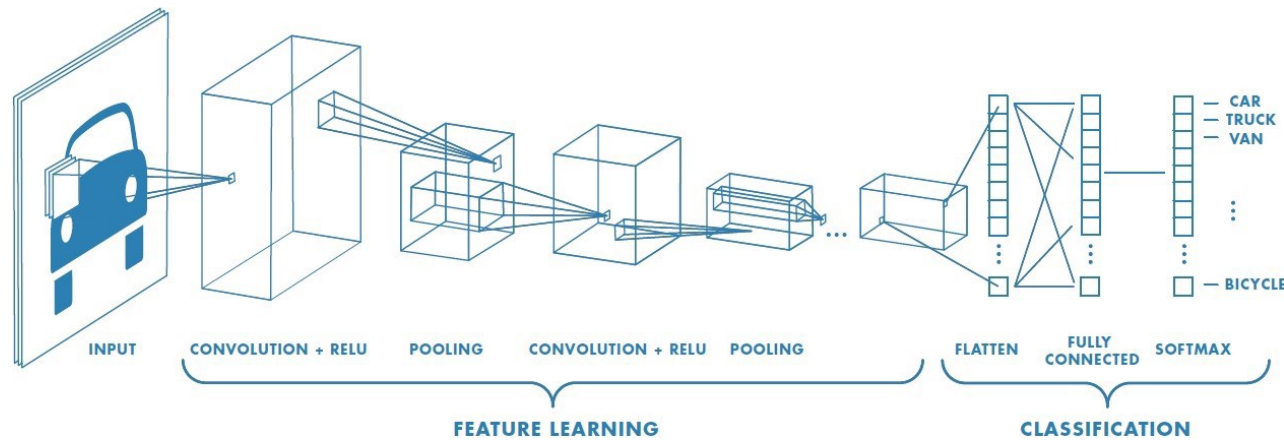 CAR
TRUCK
VAN
BICYCLE
INPUT
CONVOLUTION + RELU
POOLING
CONVOLUTION + RELU
POOLING
FLATTEN
FULLY
CONNECTED
SOFTMAX
FEATURE LEARNING
CLASSIFICATION